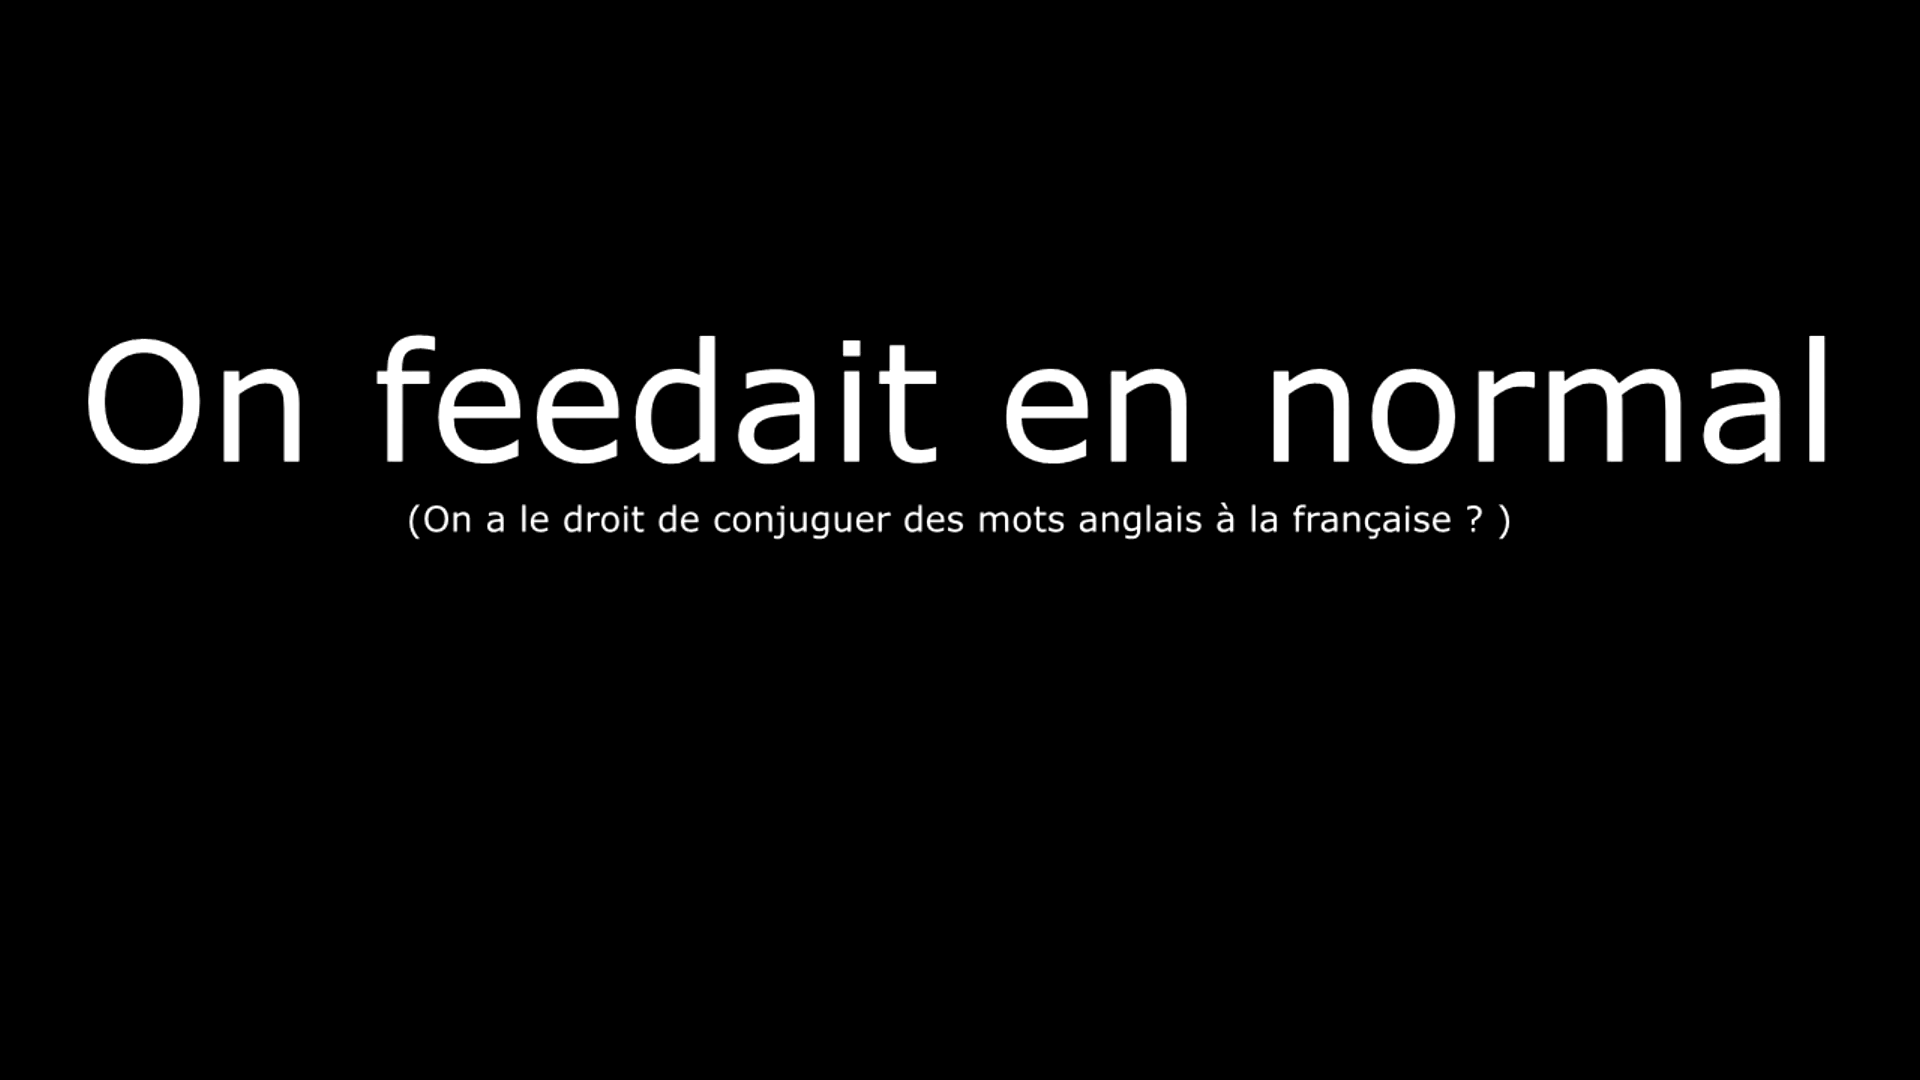 On feedait en normal
(On a le droit de conjuguer des mots anglais à la française ? )